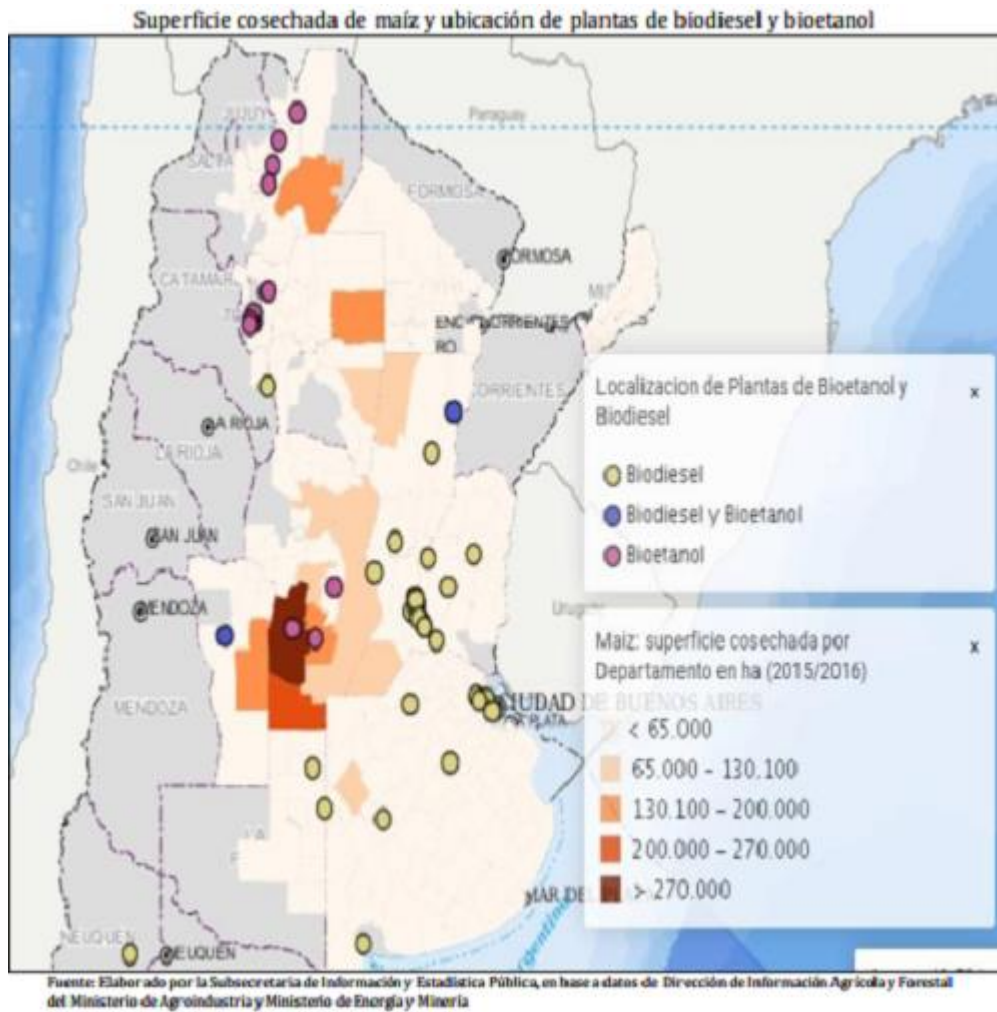 Superficie cosechada de maíz y ubicación de plantas de biodiesel y bioetanol
JUJUY
Paraguay
SALTA
FORMOSA
ORMOSA
CATAMAR
ENC
CORRIENTES
RO
CORRIENTES
A RIOJA
LA RIOJA
Chile
SAN JUAN
SAN JUAN
MENDOZA
Uruguay
MENDOZA
CIUDAD DE BUENOS AIRES
PLATA
MAR DEL
NEUQUEN
NEUQUEN
Argentino
Localizacion de Plantas de Bioetanol y
Biodiesel
x
Biodiesel
Biodiesel y Bioetanol
Bioetanol
Maiz: superficie cosechada por
Departamento en ha (2015/2016)
x
< 65.000
65.000 – 130.100
130.100 – 200.000
200.000 – 270.000
> 270.000
Fuente: Elaborado por la Subsecretaria de Información y Estadística Pública, en base a datos de Dirección de Información Agrícola y Forestal
del Ministerio de Agroindustria y Ministerio de Energía y Minería